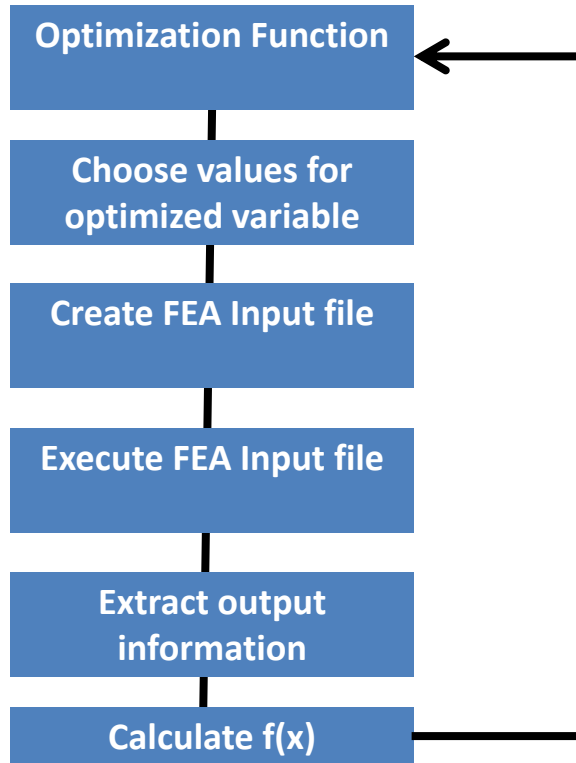 Optimization Function
Choose values for
optimized variable
Create FEA Input file
Execute FEA Input file
Extract output
information
Calculate f(x)